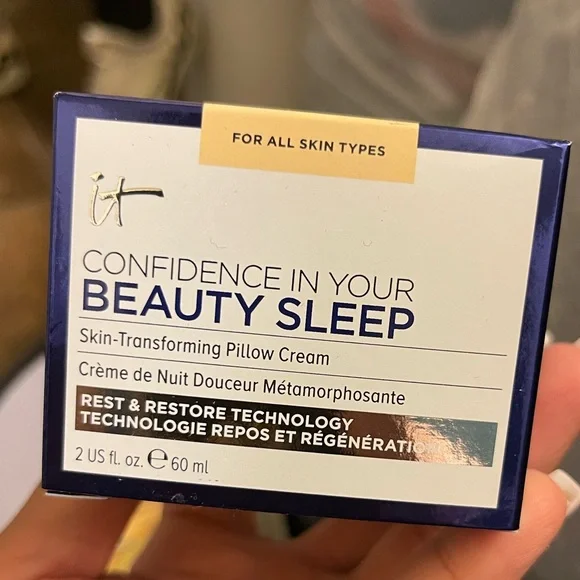 FOR ALL SKIN TYPES
it
CONFIDENCE IN YOUR
BEAUTY SLEEP
Skin-Transforming Pillow Cream
Crème de Nuit Douceur Métamorphosante
REST & RESTORE TECHNOLOGY
TECHNOLOGIE REPOS ET RÉGÉNÉRATION
2 US fl. oz. ℮ 60 ml